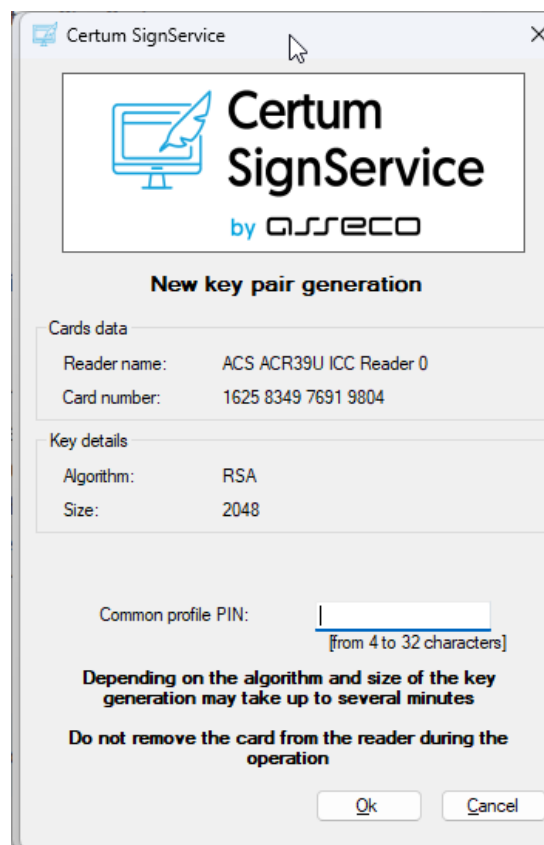 Certum SignService
Certum
SignService
by asseco
New key pair generation
Cards data
Reader name: ACS ACR39U ICC Reader 0
Card number: 1625 8349 7691 9804
Key details
Algorithm: RSA
Size: 2048
Common profile PIN:
[from 4 to 32 characters]
Depending on the algorithm and size of the key
generation may take up to several minutes
Do not remove the card from the reader during the
operation
Ok Cancel